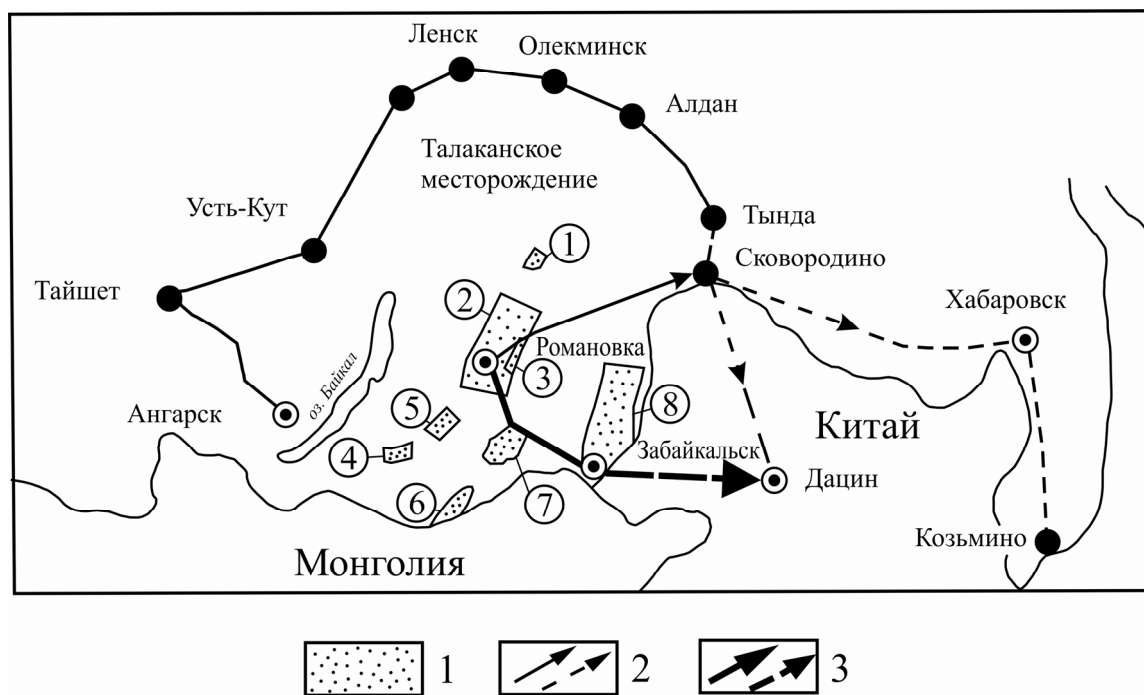 Ленск
Олекминск
Алдан
Талаканское
месторождение
Усть-Кут
Тында
1
Сковородино
Тайшет
Хабаровск
2
Романовка
3
оз. Байкал
5
8
Ангарск
Китай
4
Забайкальск
Дацин
6
7
Козьмино
Монголия
1
2
3